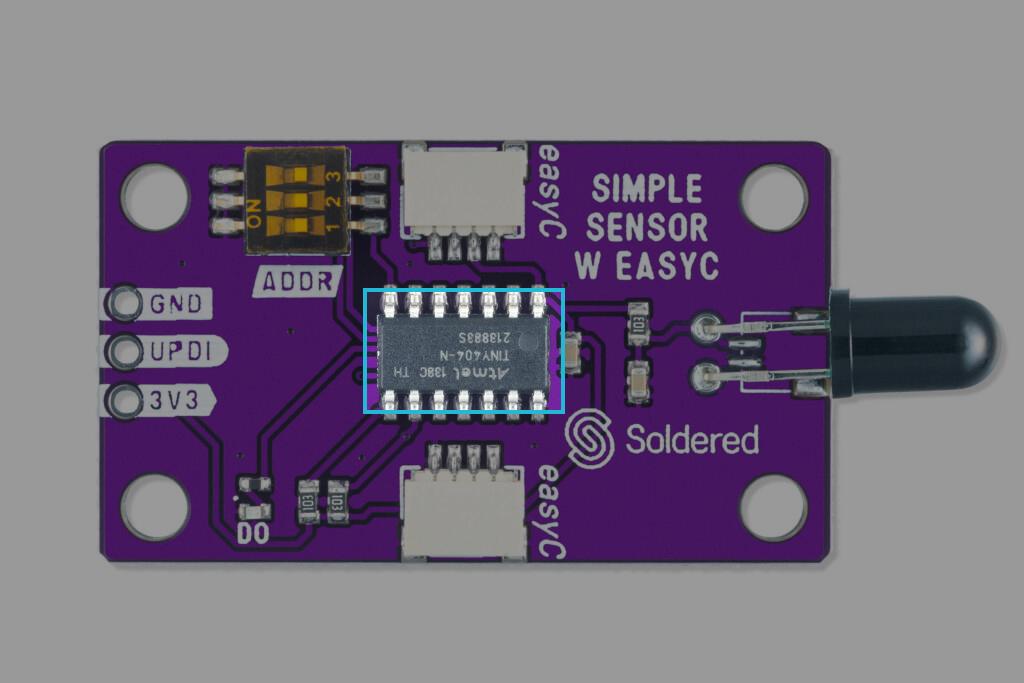 ON
1 2 3
easyC
SIMPLE
SENSOR
W EASYC
ADDR
GND
UPDI
3V3
Atmel 138C TH
TINY404-N
213883S
103
Soldered
103
103
DO
easyC